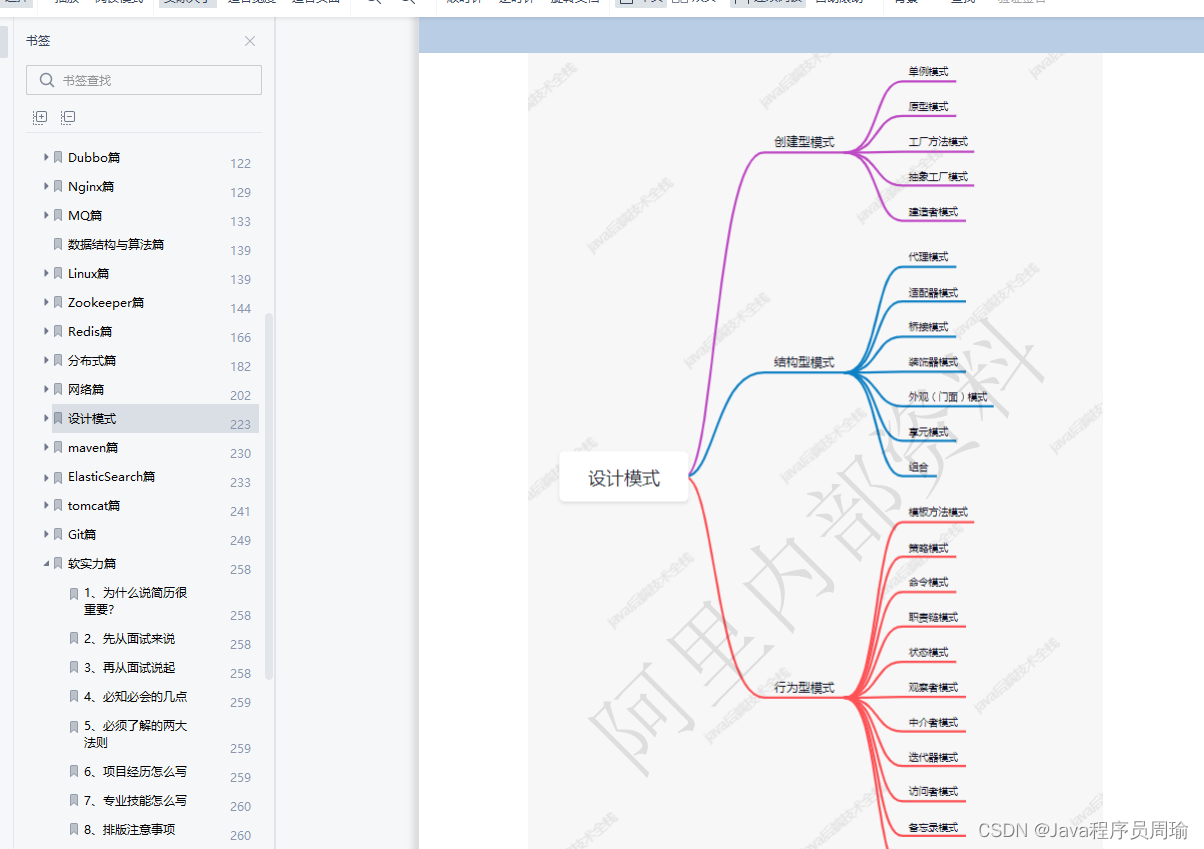 书签
书签查找
Dubbo篇 122
Nginx篇 129
MQ篇 133
数据结构与算法篇 139
Linux篇 139
Zookeeper篇 144
Redis篇 166
分布式篇 182
网络篇 202
设计模式 223
maven篇 230
ElasticSearch篇 233
tomcat篇 241
Git篇 249
软实力篇 258
1、为什么说简历很
重要? 258
2、先从面试来说 258
3、再从面试说起 258
4、必知必会的几点 259
5、必须了解的两大
法则 259
6、项目经历怎么写 259
7、专业技能怎么写 260
8、排版注意事项 260
设计模式
创建型模式
单例模式
原型模式
工厂方法模式
抽象工厂模式
建造者模式
结构型模式
代理模式
适配器模式
桥接模式
装饰器模式
外观（门面）模式
享元模式
组合
行为型模式
模板方法模式
策略模式
命令模式
职责链模式
状态模式
观察者模式
中介者模式
迭代器模式
访问者模式
备忘录模式
阿里内部资料
java后端技术全栈
CSDN @Java程序员周瑜